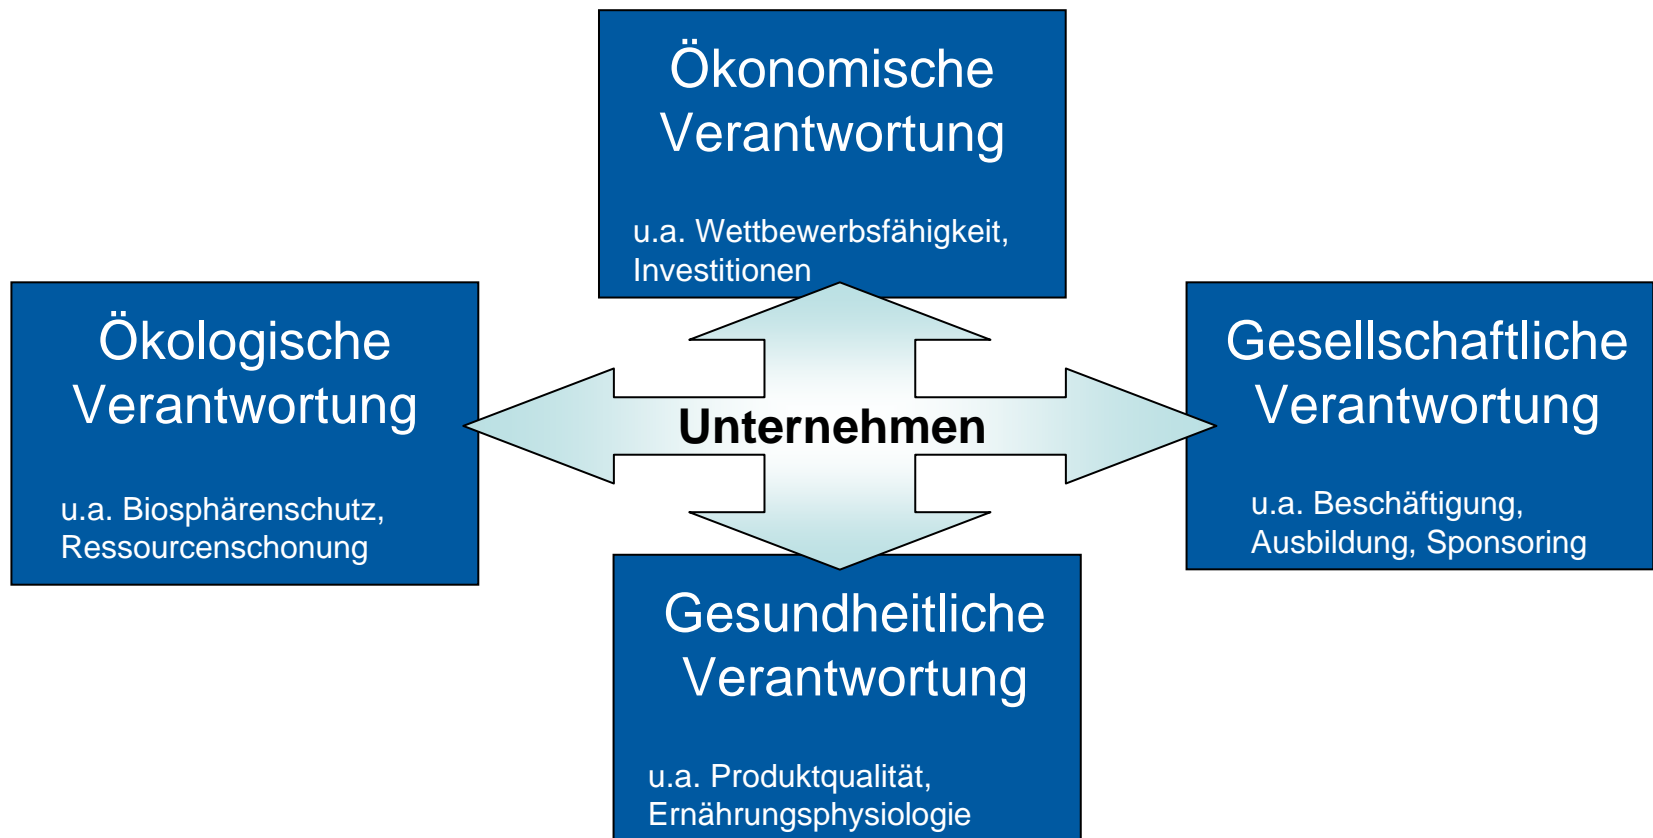 Ökonomische
Verantwortung
u.a. Wettbewerbsfähigkeit,
Investitionen
Ökologische
Verantwortung
u.a. Biosphärenschutz,
Ressourcenschonung
Unternehmen
Gesellschaftliche
Verantwortung
u.a. Beschäftigung,
Ausbildung, Sponsoring
Gesundheitliche
Verantwortung
u.a. Produktqualität,
Ernährungsphysiologie